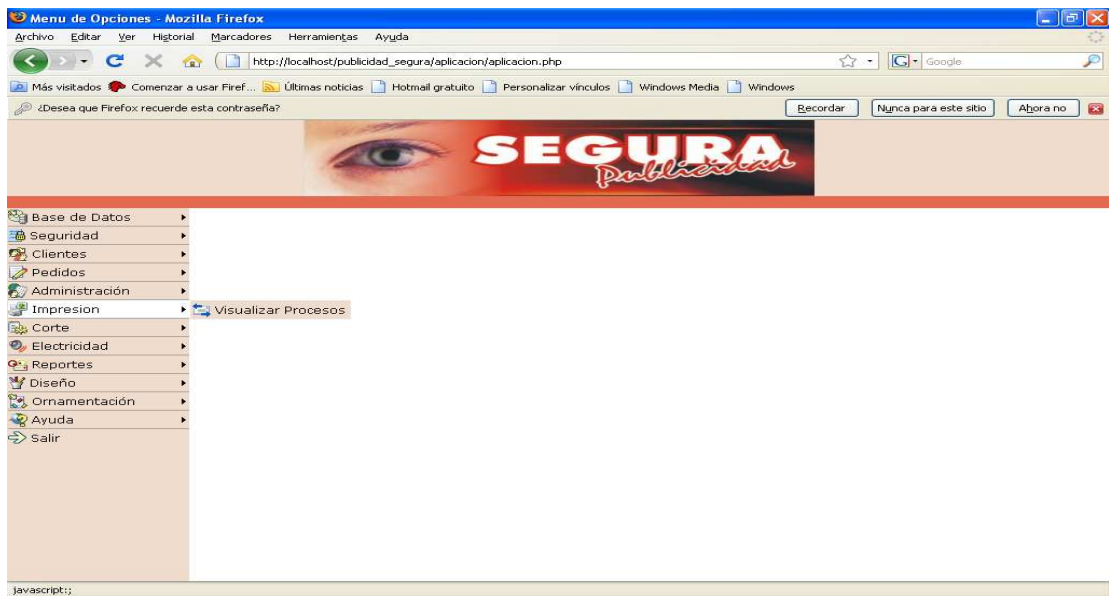 Menu de Opciones - Mozilla Firefox
Archivo Editar Ver Historial Marcadores Herramientas Ayuda
http://localhost/publicidad_segura/aplicacion/aplicacion.php Google
Más visitados Comenzar a usar Firef... Últimas noticias Hotmail gratuito Personalizar vínculos Windows Media Windows
¿Desea que Firefox recuerde esta contraseña? Recordar Nunca para este sitio Ahora no
SEGURA
Publicidad
Base de Datos
Seguridad
Clientes
Pedidos
Administración
Impresion Visualizar Procesos
Corte
Electricidad
Reportes
Diseño
Ornamentación
Ayuda
Salir
javascript:;